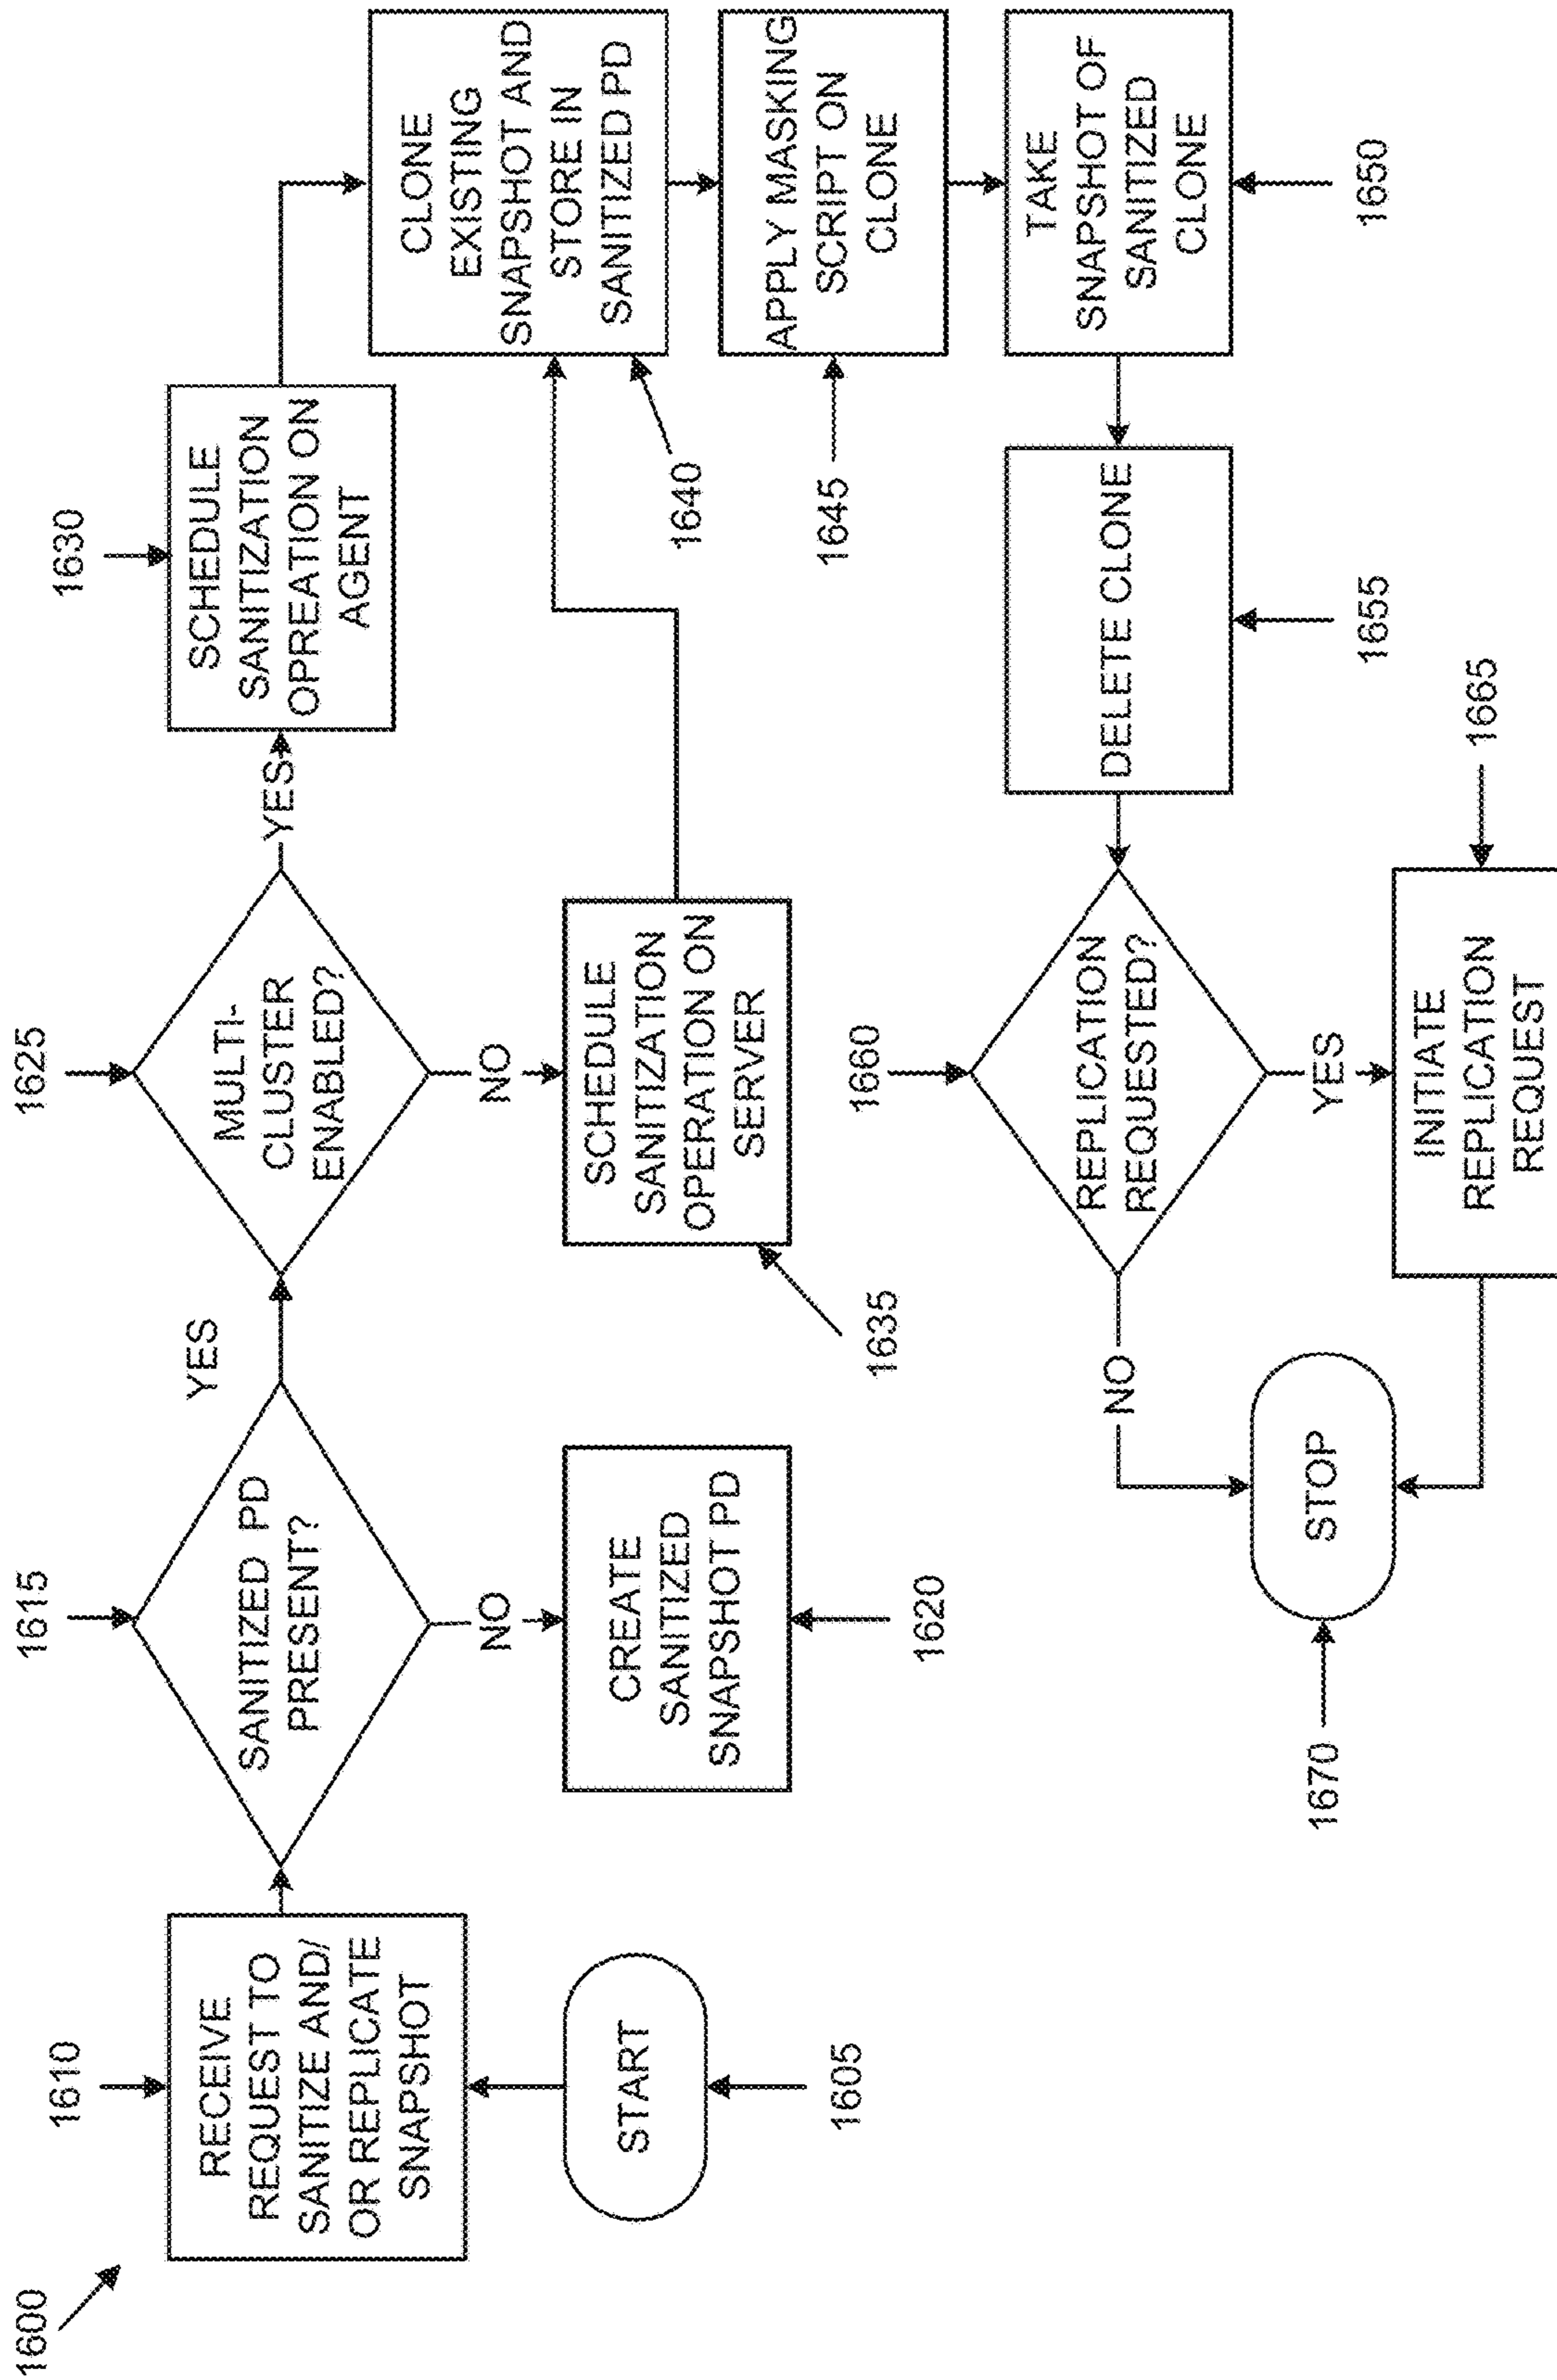 1600
1610
RECEIVE
REQUEST TO
SANITIZE AND/
OR REPLICATE
SNAPSHOT
START
1605
1615
SANITIZED PD
PRESENT?
YES
NO
CREATE
SANITIZED
SNAPSHOT PD
1620
1625
MULTI-
CLUSTER
ENABLED?
YES
NO
SCHEDULE
SANITIZATION
OPERATION ON
SERVER
1635
1630
SCHEDULE
SANITIZATION
OPREATION ON
AGENT
CLONE
EXISTING
SNAPSHOT AND
STORE IN
SANITIZED PD
1640
APPLY MASKING
SCRIPT ON
CLONE
1645
TAKE
SNAPSHOT OF
SANITIZED
CLONE
1650
DELETE CLONE
1655
1660
REPLICATION
REQUESTED?
NO
YES
INITIATE
REPLICATION
REQUEST
1665
STOP
1670